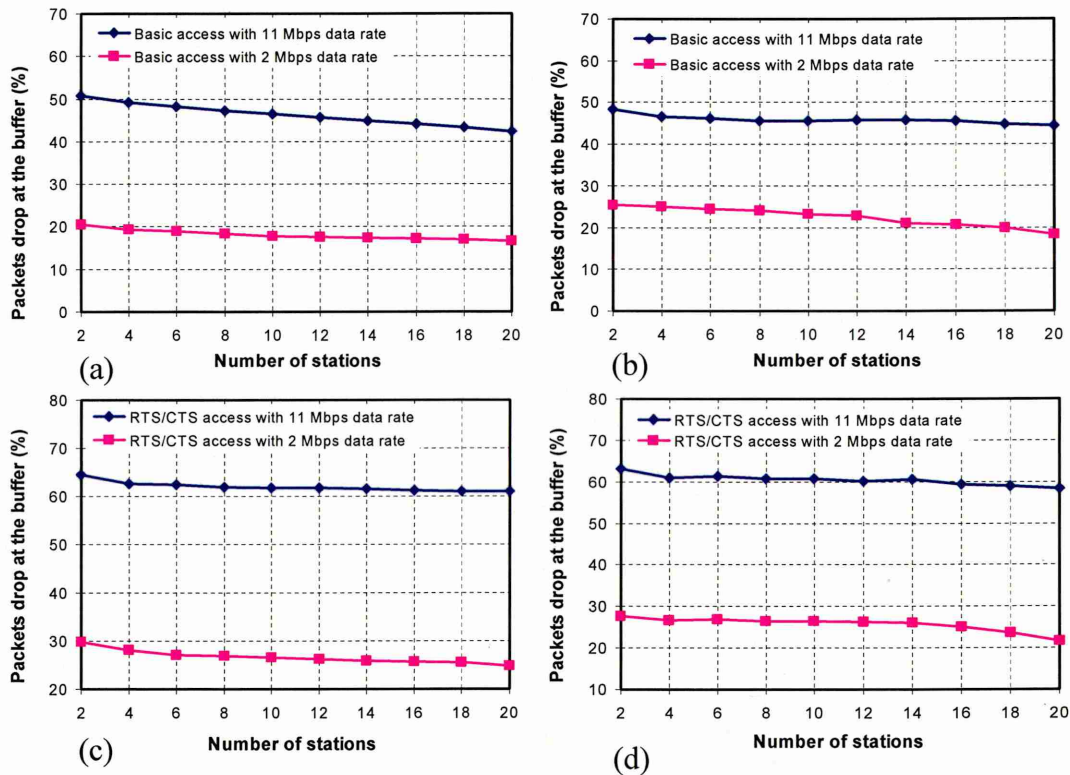 Packets drop at the buffer (%)
70
60
50
40
30
20
10
0
Basic access with 11 Mbps data rate
Basic access with 2 Mbps data rate
2 4 6 8 10 12 14 16 18 20
Number of stations
(a)
Packets drop at the buffer (%)
70
60
50
40
30
20
10
0
Basic access with 11 Mbps data rate
Basic access with 2 Mbps data rate
2 4 6 8 10 12 14 16 18 20
Number of stations
(b)
Packets drop at the buffer (%)
80
70
60
50
40
30
20
RTS/CTS access with 11 Mbps data rate
RTS/CTS access with 2 Mbps data rate
2 4 6 8 10 12 14 16 18 20
Number of stations
(c)
Packets drop at the buffer (%)
80
70
60
50
40
30
20
10
RTS/CTS access with 11 Mbps data rate
RTS/CTS access with 2 Mbps data rate
2 4 6 8 10 12 14 16 18 20
Number of stations
(d)